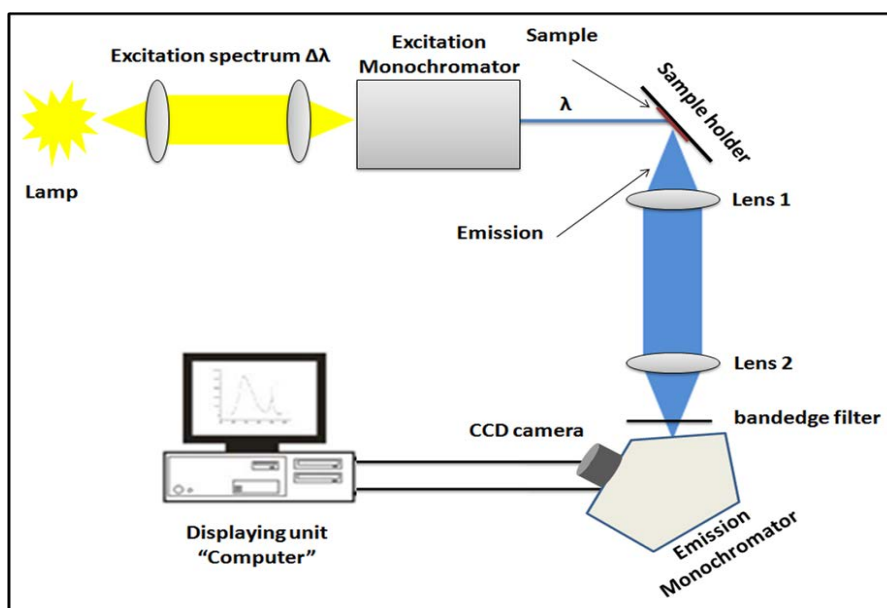 Excitation spectrum Δλ
Lamp
Excitation
Monochromator
Sample
λ
Sample holder
Emission
Lens 1
Lens 2
bandedge filter
CCD camera
Displaying unit
“Computer”
Emission
Monochromator